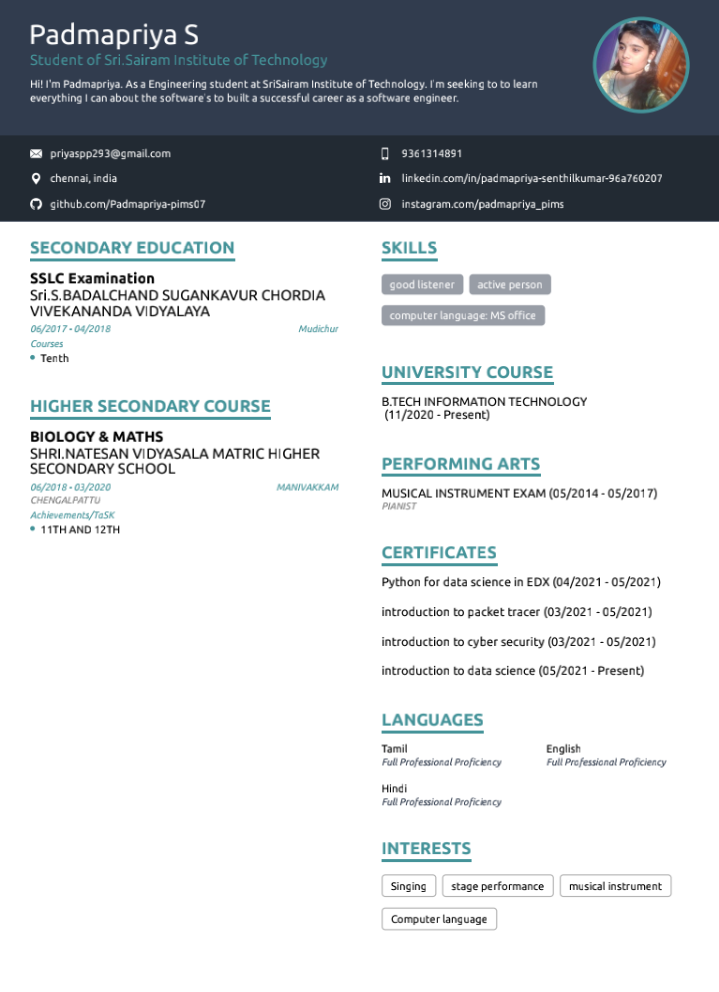 Padmapriya S
Student of Sri.Sairam Institute of Technology
Hi! I'm Padmapriya. As a Engineering student at SriSairam Institute of Technology. I'm seeking to to learn
everything I can about the software's to built a successful career as a software engineer.
priyaspp293@gmail.com
9361314891
chennai, india
linkedin.com/in/padmapriya-senthilkumar-96a760207
github.com/Padmapriya-pims07
instagram.com/padmapriya_pims
SECONDARY EDUCATION
SSLC Examination
Sri.S.BADALCHAND SUGANKAVUR CHORDIA
VIVEKANANDA VIDYALAYA
06/2017 - 04/2018 Mudichur
Courses
Tenth
HIGHER SECONDARY COURSE
BIOLOGY & MATHS
SHRI.NATESAN VIDYASALA MATRIC HIGHER
SECONDARY SCHOOL
06/2018 - 03/2020 MANIVAKKAM
CHENGALPATTU
Achievements/TaSK
11TH AND 12TH
SKILLS
good listener active person
computer language: MS office
UNIVERSITY COURSE
B.TECH INFORMATION TECHNOLOGY
(11/2020 - Present)
PERFORMING ARTS
MUSICAL INSTRUMENT EXAM (05/2014 - 05/2017)
PIANIST
CERTIFICATES
Python for data science in EDX (04/2021 - 05/2021)
introduction to packet tracer (03/2021 - 05/2021)
introduction to cyber security (03/2021 - 05/2021)
introduction to data science (05/2021 - Present)
LANGUAGES
Tamil English
Full Professional Proficiency Full Professional Proficiency
Hindi
Full Professional Proficiency
INTERESTS
Singing stage performance musical instrument
Computer language